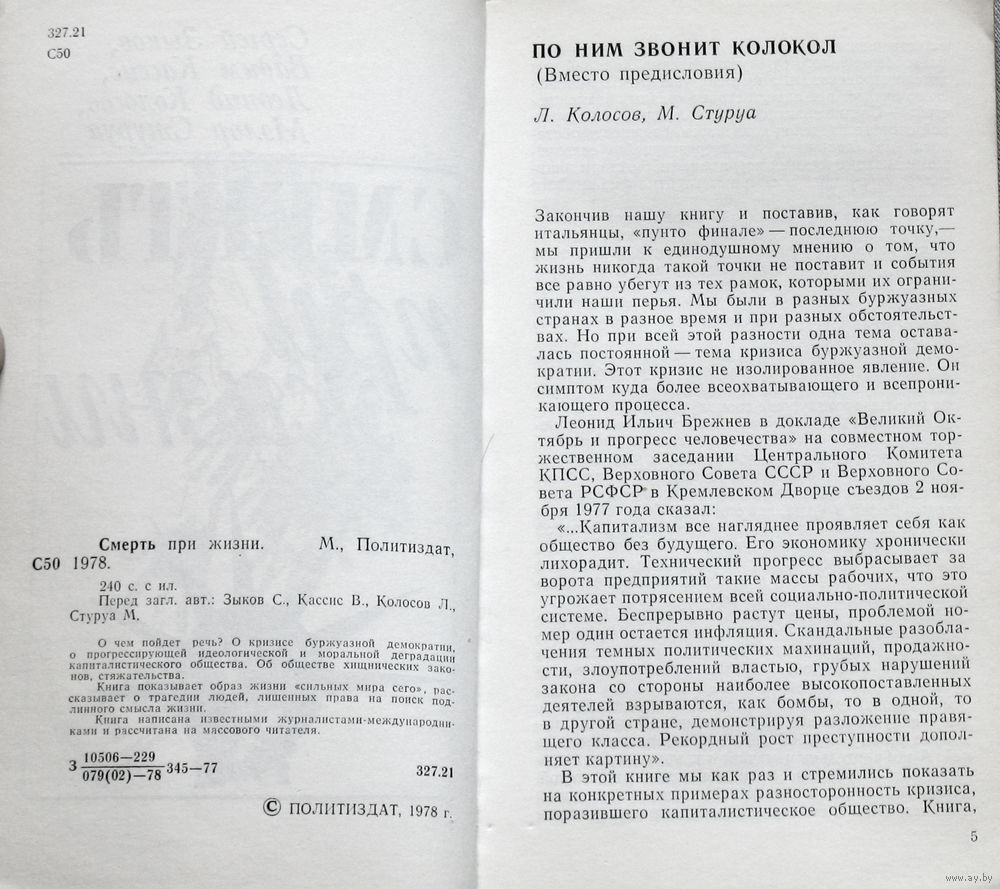 327.21
С50
Смерть при жизни. М., Политиздат,
С50 1978.
240 с. с ил.
Перед загл. авт.: Зыков С., Кассис В., Колосов Л.,
Стуруа М.
О чем пойдет речь? О кризисе буржуазной демократии,
о прогрессирующей идеологической и моральной деградации
капиталистического общества. Об обществе хищнических зако-
нов, стяжательства.
Книга показывает образ жизни «сильных мира сего», рас-
сказывает о трагедии людей, лишенных права на поиск под-
линного смысла жизни.
Книга написана известными журналистами-международни-
ками и рассчитана на массового читателя.
З 10506—229
079(02)—78 345—77 327.21
© ПОЛИТИЗДАТ, 1978 г.
ПО НИМ ЗВОНИТ КОЛОКОЛ
(Вместо предисловия)
Л. Колосов, М. Стуруа
Закончив нашу книгу и поставив, как говорят
итальянцы, «пунто финале» — последнюю точку,—
мы пришли к единодушному мнению о том, что
жизнь никогда такой точки не поставит и события
все равно убегут из тех рамок, которыми их ограни-
чили наши перья. Мы были в разных буржуазных
странах в разное время и при разных обстоятельст-
вах. Но при всей этой разности одна тема остава-
лась постоянной — тема кризиса буржуазной демо-
кратии. Этот кризис не изолированное явление. Он
симптом куда более всеохватывающего и всепрони-
кающего процесса.
Леонид Ильич Брежнев в докладе «Великий Ок-
тябрь и прогресс человечества» на совместном тор-
жественном заседании Центрального Комитета
КПСС, Верховного Совета СССР и Верховного Со-
вета РСФСР в Кремлевском Дворце съездов 2 ноя-
бря 1977 года сказал:
«...Капитализм все нагляднее проявляет себя как
общество без будущего. Его экономику хронически
лихорадит. Технический прогресс выбрасывает за
ворота предприятий такие массы рабочих, что это
угрожает потрясением всей социально-политической
системе. Беспрерывно растут цены, проблемой но-
мер один остается инфляция. Скандальные разобла-
чения темных политических махинаций, продажно-
сти, злоупотреблений властью, грубых нарушений
закона со стороны наиболее высокопоставленных
деятелей взрываются, как бомбы, то в одной, то
в другой стране, демонстрируя разложение правя-
щего класса. Рекордный рост преступности допол-
няет картину».
В этой книге мы как раз и стремились показать
на конкретных примерах разносторонность кризиса,
поразившего капиталистическое общество. Книга,
5
www.ay.by